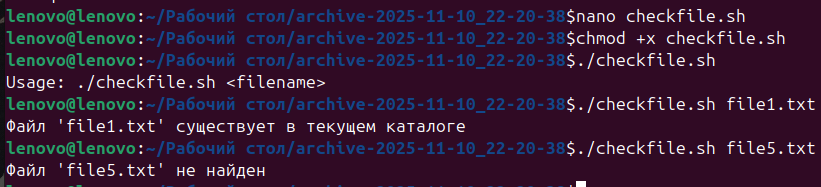 lenovo@lenovo:~/Рабочий стол/archive-2025-11-10_22-20-38$nano checkfile.sh
lenovo@lenovo:~/Рабочий стол/archive-2025-11-10_22-20-38$chmod +x checkfile.sh
lenovo@lenovo:~/Рабочий стол/archive-2025-11-10_22-20-38$./checkfile.sh
Usage: ./checkfile.sh <filename>
lenovo@lenovo:~/Рабочий стол/archive-2025-11-10_22-20-38$./checkfile.sh file1.txt
Файл 'file1.txt' существует в текущем каталоге
lenovo@lenovo:~/Рабочий стол/archive-2025-11-10_22-20-38$./checkfile.sh file5.txt
Файл 'file5.txt' не найден